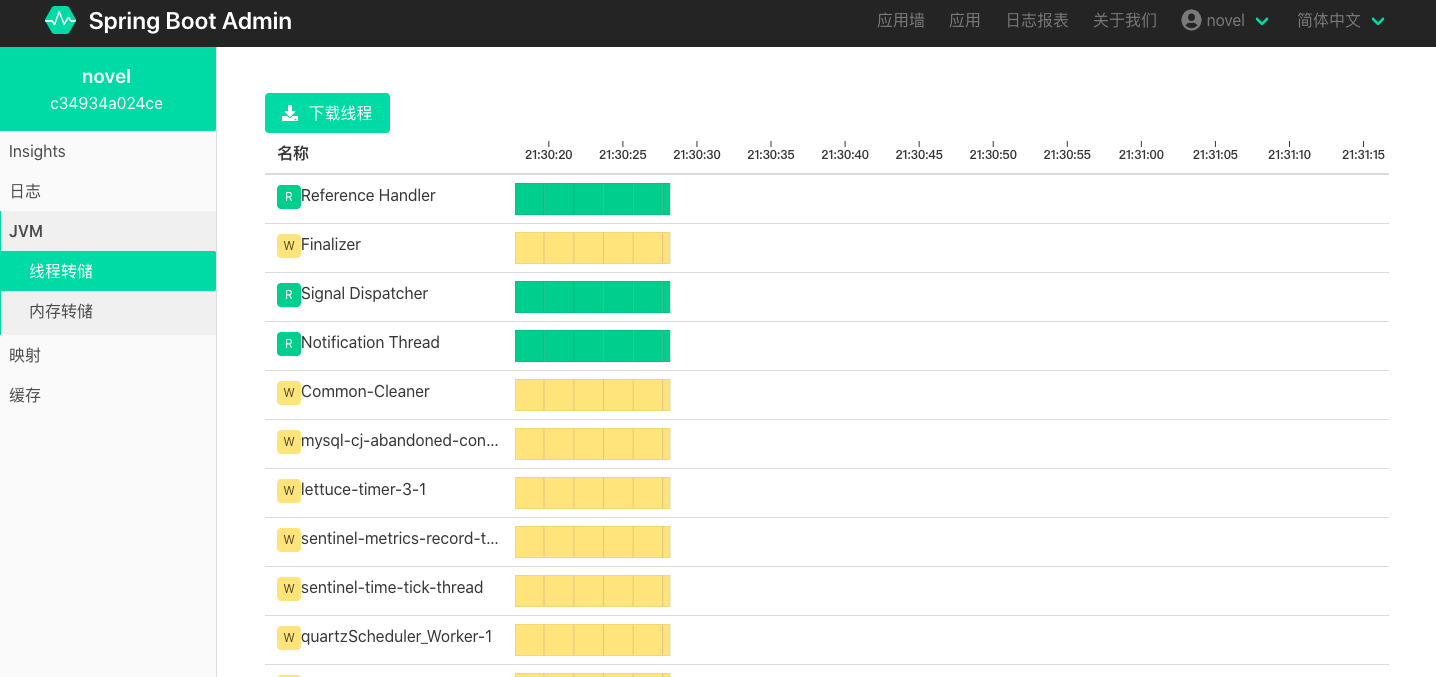 Spring Boot Admin
应用墙 应用 日志报表 关于我们 novel 简体中文
novel
c34934a024ce
Insights
日志
JVM
线程转储
内存转储
映射
缓存
下载线程
名称 21:30:20 21:30:25 21:30:30 21:30:35 21:30:40 21:30:45 21:30:50 21:30:55 21:31:00 21:31:05 21:31:10 21:31:15
R Reference Handler
W Finalizer
R Signal Dispatcher
R Notification Thread
W Common-Cleaner
W mysql-cj-abandoned-con...
W lettuce-timer-3-1
W sentinel-metrics-record-t...
W sentinel-time-tick-thread
W quartzScheduler_Worker-1